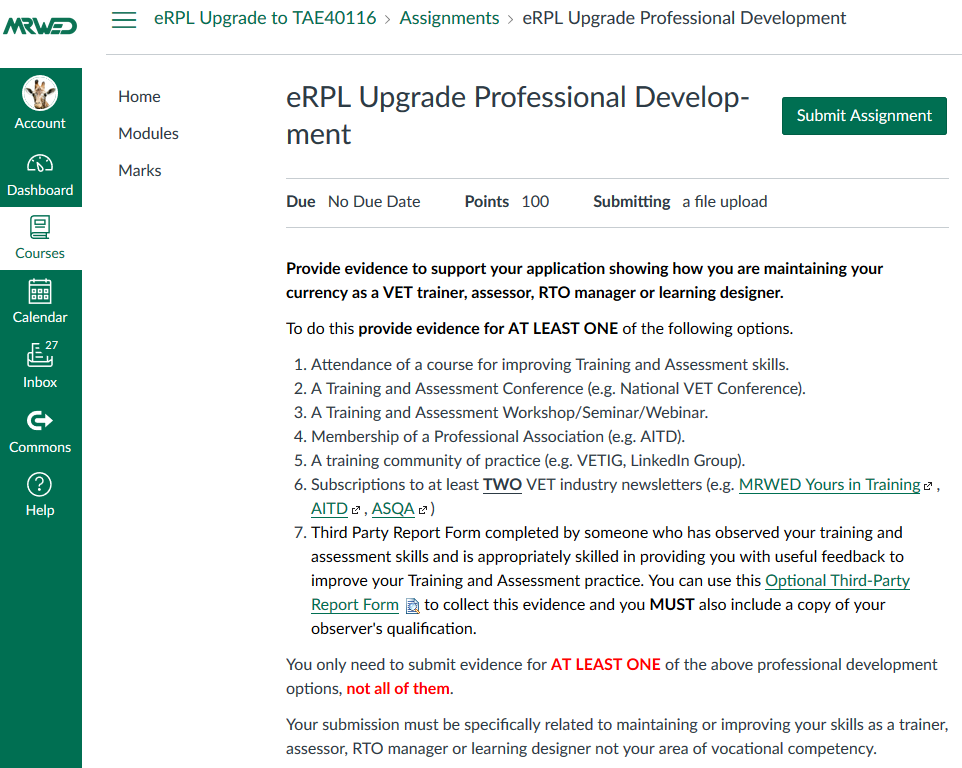 MRWED
eRPL Upgrade to TAE40116 > Assignments > eRPL Upgrade Professional Development
Account
Dashboard
Courses
Calendar
27
Inbox
Commons
Help
Home
Modules
Marks
eRPL Upgrade Professional Develop-
ment
Submit Assignment
Due No Due Date Points 100 Submitting a file upload
Provide evidence to support your application showing how you are maintaining your
currency as a VET trainer, assessor, RTO manager or learning designer.
To do this provide evidence for AT LEAST ONE of the following options.
1. Attendance of a course for improving Training and Assessment skills.
2. A Training and Assessment Conference (e.g. National VET Conference).
3. A Training and Assessment Workshop/Seminar/Webinar.
4. Membership of a Professional Association (e.g. AITD).
5. A training community of practice (e.g. VETIG, LinkedIn Group).
6. Subscriptions to at least TWO VET industry newsletters (e.g. MRWED Yours in Training ,
AITD , ASQA )
7. Third Party Report Form completed by someone who has observed your training and
assessment skills and is appropriately skilled in providing you with useful feedback to
improve your Training and Assessment practice. You can use this Optional Third-Party
Report Form to collect this evidence and you MUST also include a copy of your
observer's qualification.
You only need to submit evidence for AT LEAST ONE of the above professional development
options, not all of them.
Your submission must be specifically related to maintaining or improving your skills as a trainer,
assessor, RTO manager or learning designer not your area of vocational competency.